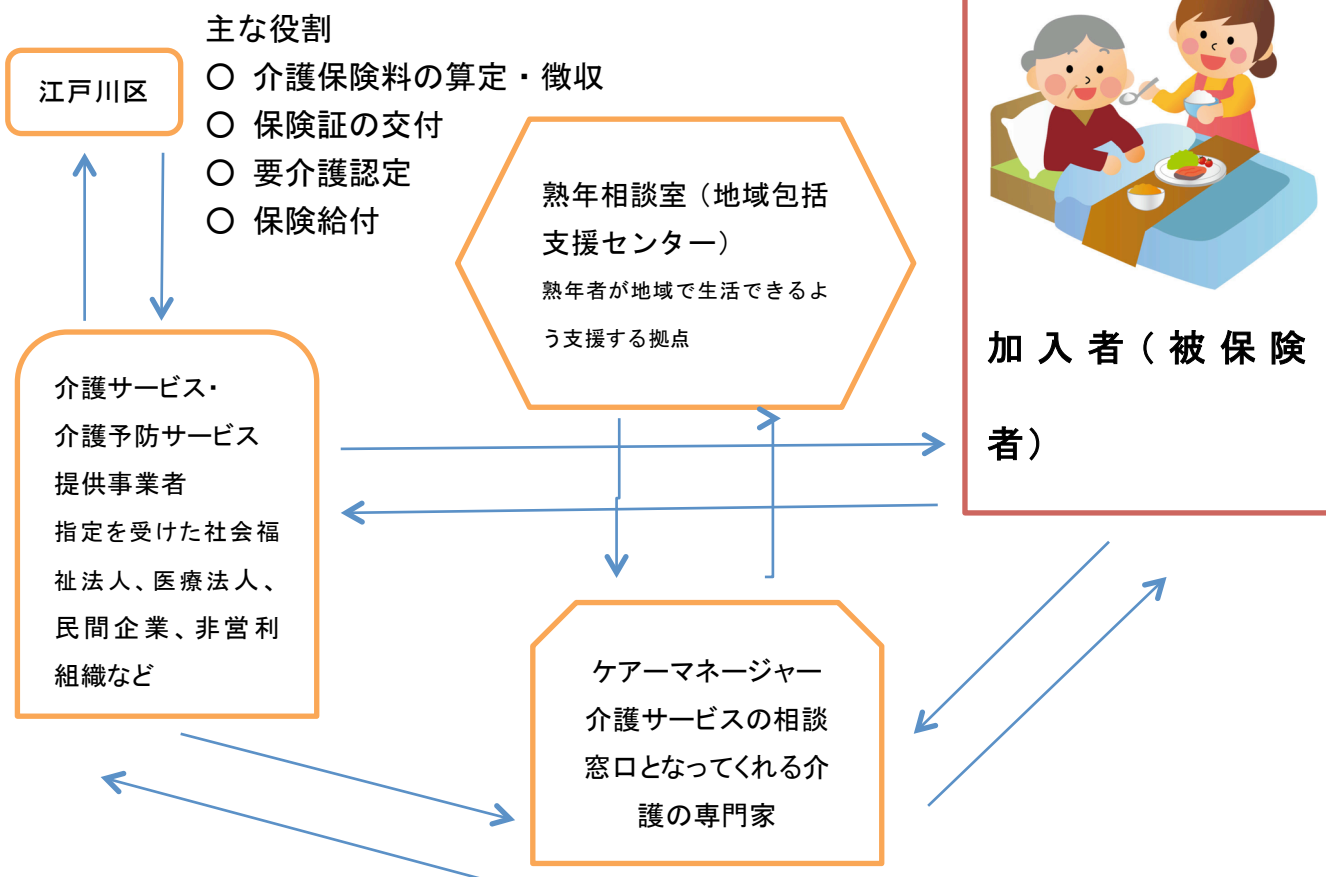 江戸川区
主な役割
○ 介護保険料の算定・徴収
○ 保険証の交付
○ 要介護認定
○ 保険給付
熟年相談室（地域包括
支援センター）
熟年者が地域で生活できるよ
う支援する拠点
加入者（被保険
者）
介護サービス・
介護予防サービス
提供事業者
指定を受けた社会福
祉法人、医療法人、
民間企業、非営利
組織など
ケアーマネージャー
介護サービスの相談
窓口となってくれる介
護の専門家